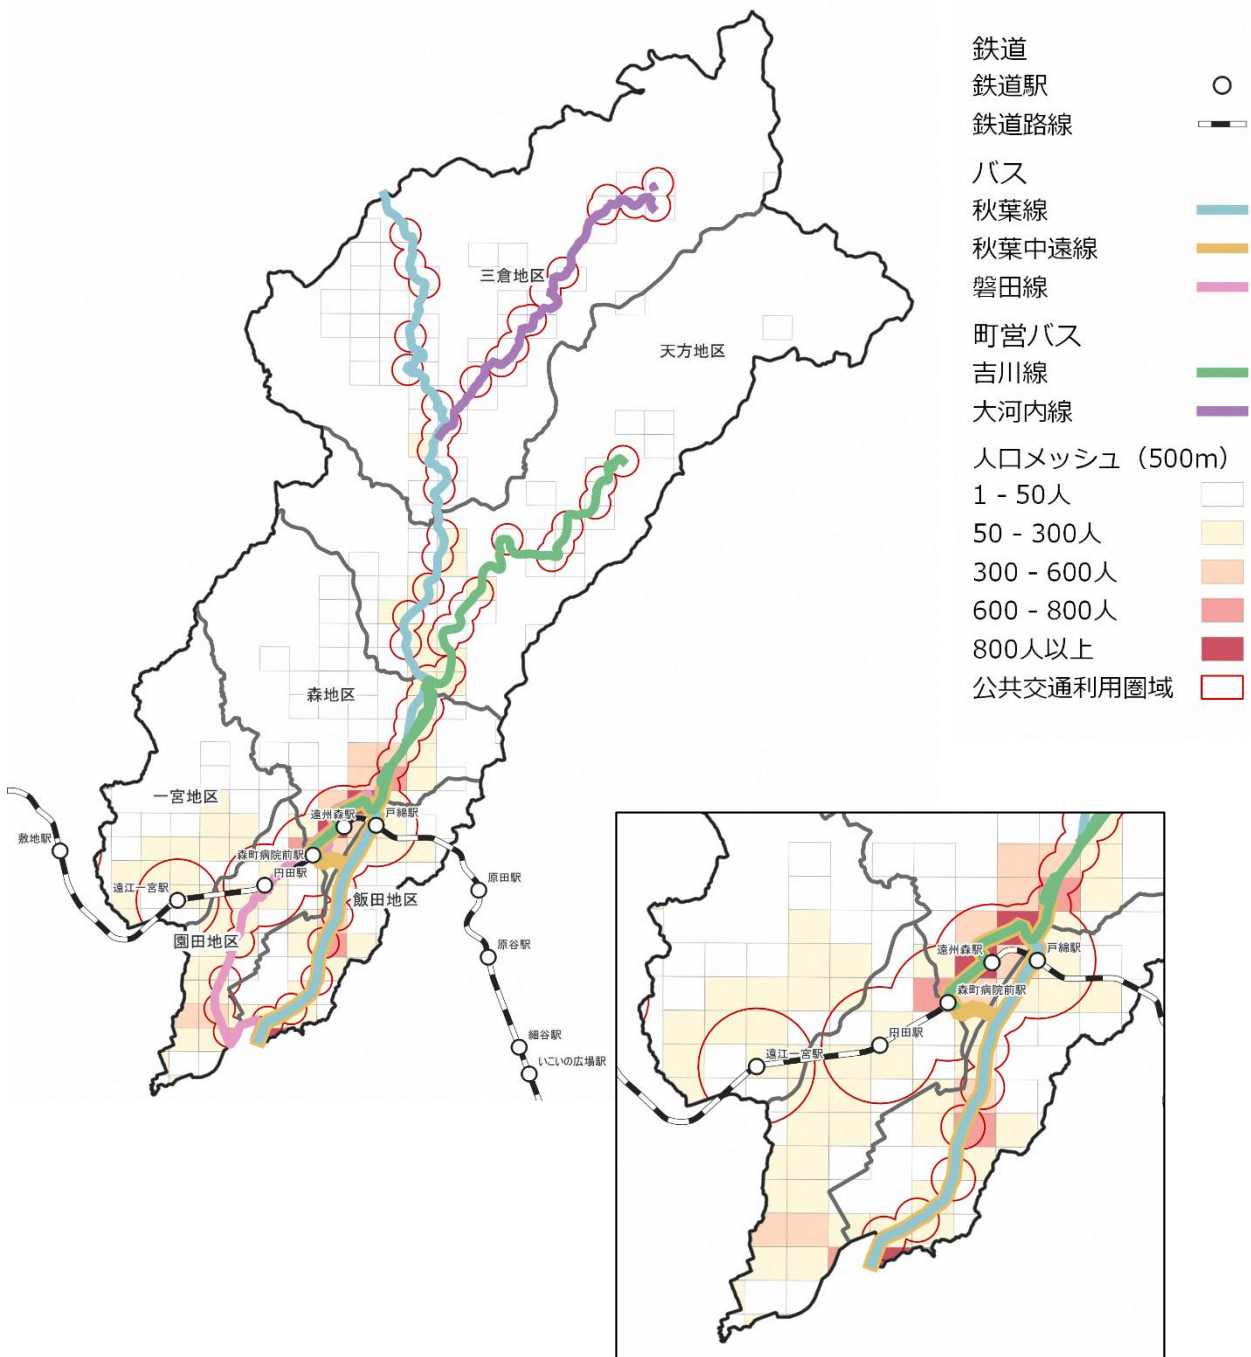 鉄道
鉄道駅
鉄道路線
バス
秋葉線
秋葉中遠線
磐田線
町営バス
吉川線
大河内線
人口メッシュ（500m）
1 - 50人
50 - 300人
300 - 600人
600 - 800人
800人以上
公共交通利用圏域
三倉地区
天方地区
森地区
一宮地区
遠州森駅
戸綿駅
敷地駅
森町病院前駅
円田駅
遠江一宮駅
原田駅
飯田地区
園田地区
原谷駅
細谷駅
いこいの広場駅
遠州森駅
戸綿駅
森町病院前駅
円田駅
遠江一宮駅